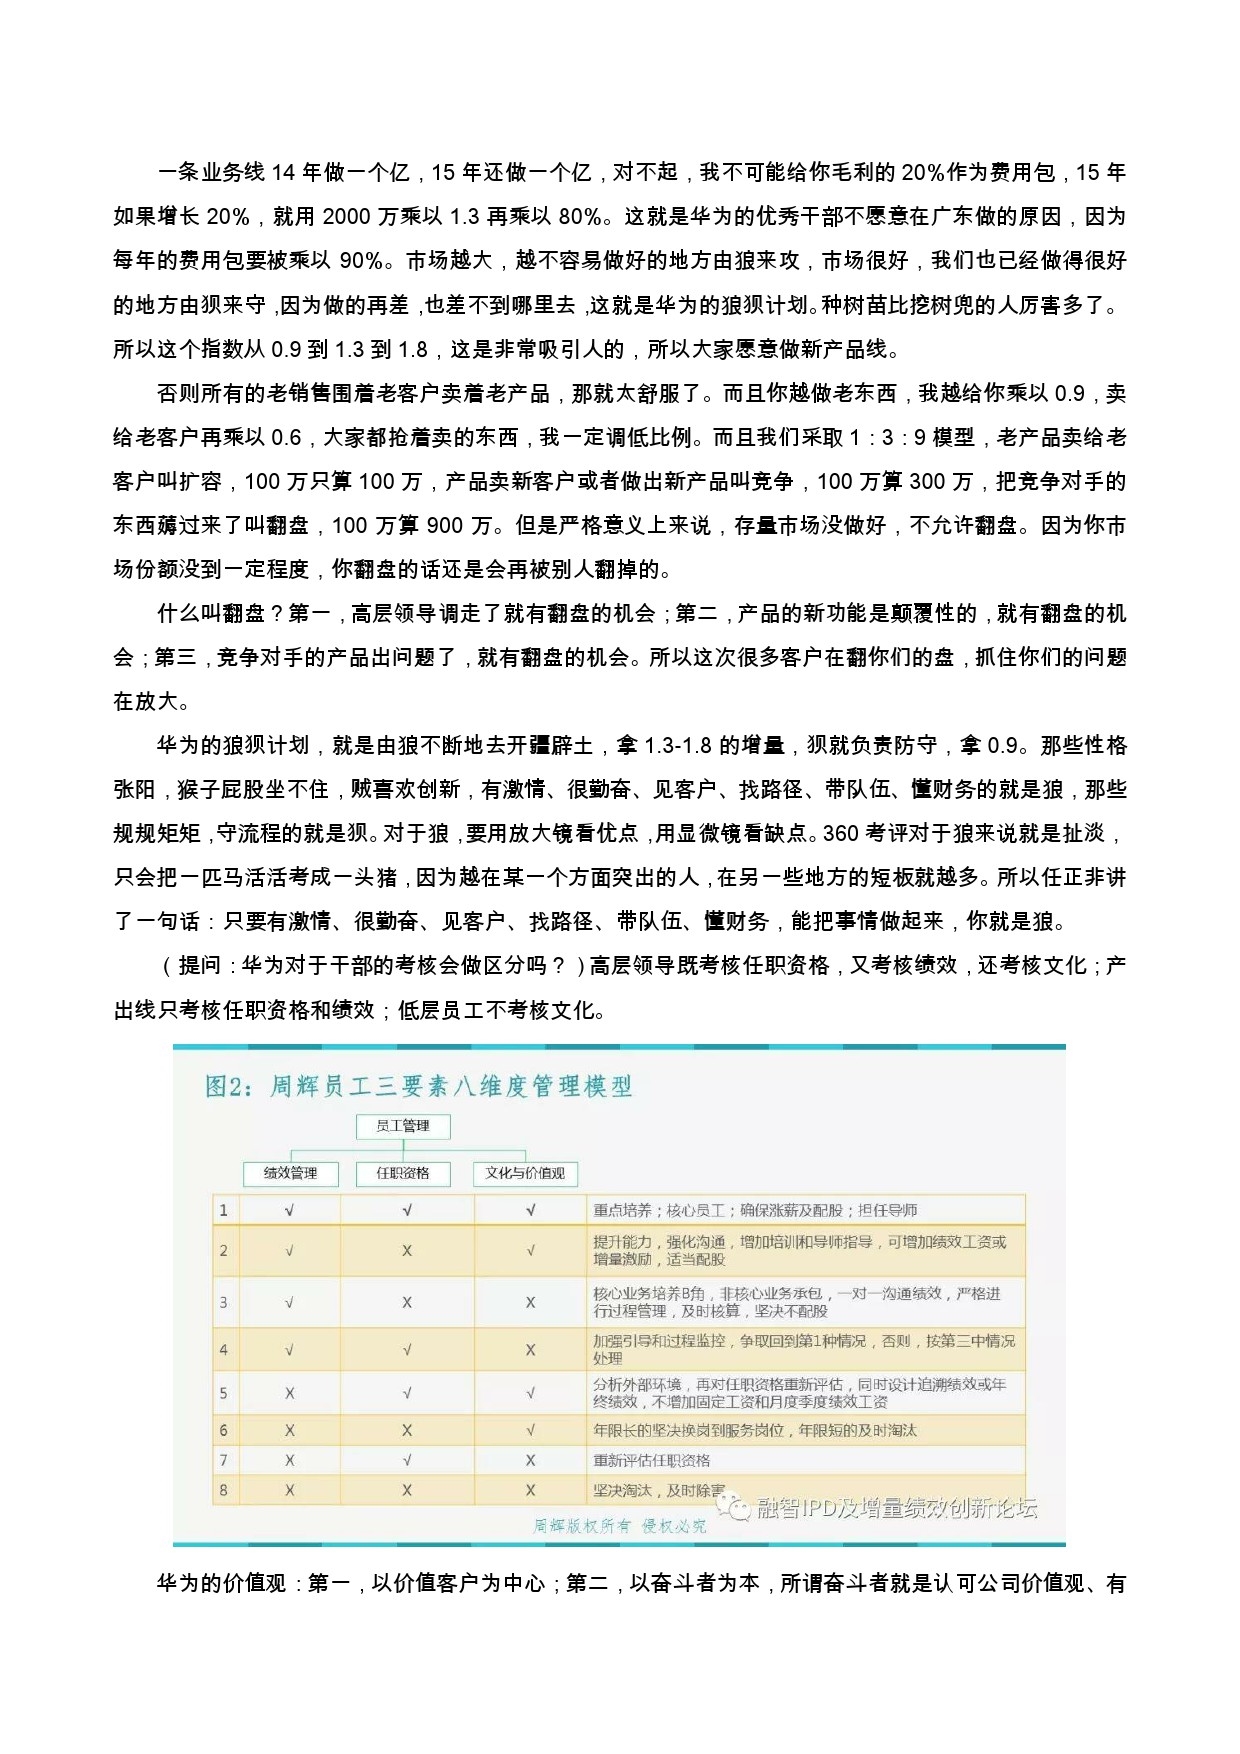 一条业务线 14 年做一个亿，15 年还做一个亿，对不起，我不可能给你毛利的 20%作为费用包，15 年
如果增长 20%，就用 2000 万乘以 1.3 再乘以 80%。这就是华为的优秀干部不愿意在广东做的原因，因为
每年的费用包要被乘以 90%。市场越大，越不容易做好的地方由狼来攻，市场很好，我们也已经做得很好
的地方由狈来守，因为做的再差，也差不到哪里去，这就是华为的狼狈计划。种树苗比挖树兜的人厉害多了。
所以这个指数从 0.9 到 1.3 到 1.8，这是非常吸引人的，所以大家愿意做新产品线。
否则所有的老销售围着老客户卖着老产品，那就太舒服了。而且你越做老东西，我越给你乘以 0.9，卖
给老客户再乘以 0.6，大家都抢着卖的东西，我一定调低比例。而且我们采取 1：3：9 模型，老产品卖给老
客户叫扩容，100 万只算 100 万，产品卖新客户或者做出新产品叫竞争，100 万算 300 万，把竞争对手的
东西薅过来了叫翻盘，100 万算 900 万。但是严格意义上来说，存量市场没做好，不允许翻盘。因为你市
场份额没到一定程度，你翻盘的话还是会再被别人翻掉的。
什么叫翻盘？第一，高层领导调走了就有翻盘的机会；第二，产品的新功能是颠覆性的，就有翻盘的机
会；第三，竞争对手的产品出问题了，就有翻盘的机会。所以这次很多客户在翻你们的盘，抓住你们的问题
在放大。
华为的狼狈计划，就是由狼不断地去开疆辟土，拿 1.3-1.8 的增量，狈就负责防守，拿 0.9。那些性格
张阳，猴子屁股坐不住，贼喜欢创新，有激情、很勤奋、见客户、找路径、带队伍、懂财务的就是狼，那些
规规矩矩，守流程的就是狈。对于狼，要用放大镜看优点，用显微镜看缺点。360 考评对于狼来说就是扯淡，
只会把一匹马活活考成一头猪，因为越在某一个方面突出的人，在另一些地方的短板就越多。所以任正非讲
了一句话：只要有激情、很勤奋、见客户、找路径、带队伍、懂财务，能把事情做起来，你就是狼。
（提问：华为对于干部的考核会做区分吗？）高层领导既考核任职资格，又考核绩效，还考核文化；产
出线只考核任职资格和绩效；低层员工不考核文化。
图2：周辉员工三要素八维度管理模型
员工管理
绩效管理 任职资格 文化与价值观
1 √ √ √ 重点培养；核心员工；确保涨薪及配股；担任导师
2 √ X √ 提升能力，强化沟通，增加培训和导师指导，可增加绩效工资或
增量激励，适当配股
3 √ X X 核心业务培养B角，非核心业务承包，一对一沟通绩效，严格进
行过程管理，及时核算，坚决不配股
4 √ √ X 加强引导和过程监控，争取回到第1种情况，否则，按第三中情况
处理
5 X √ √ 分析外部环境，再对任职资格重新评估，同时设计追溯绩效或年
终绩效，不增加固定工资和月度季度绩效工资
6 X X √ 年限长的坚决换岗到服务岗位，年限短的及时淘汰
7 X √ X 重新评估任职资格
8 X X X 坚决淘汰，及时除害
融智IPD及增量绩效创新论坛
周辉版权所有 侵权必究
华为的价值观：第一，以价值客户为中心；第二，以奋斗者为本，所谓奋斗者就是认可公司价值观、有